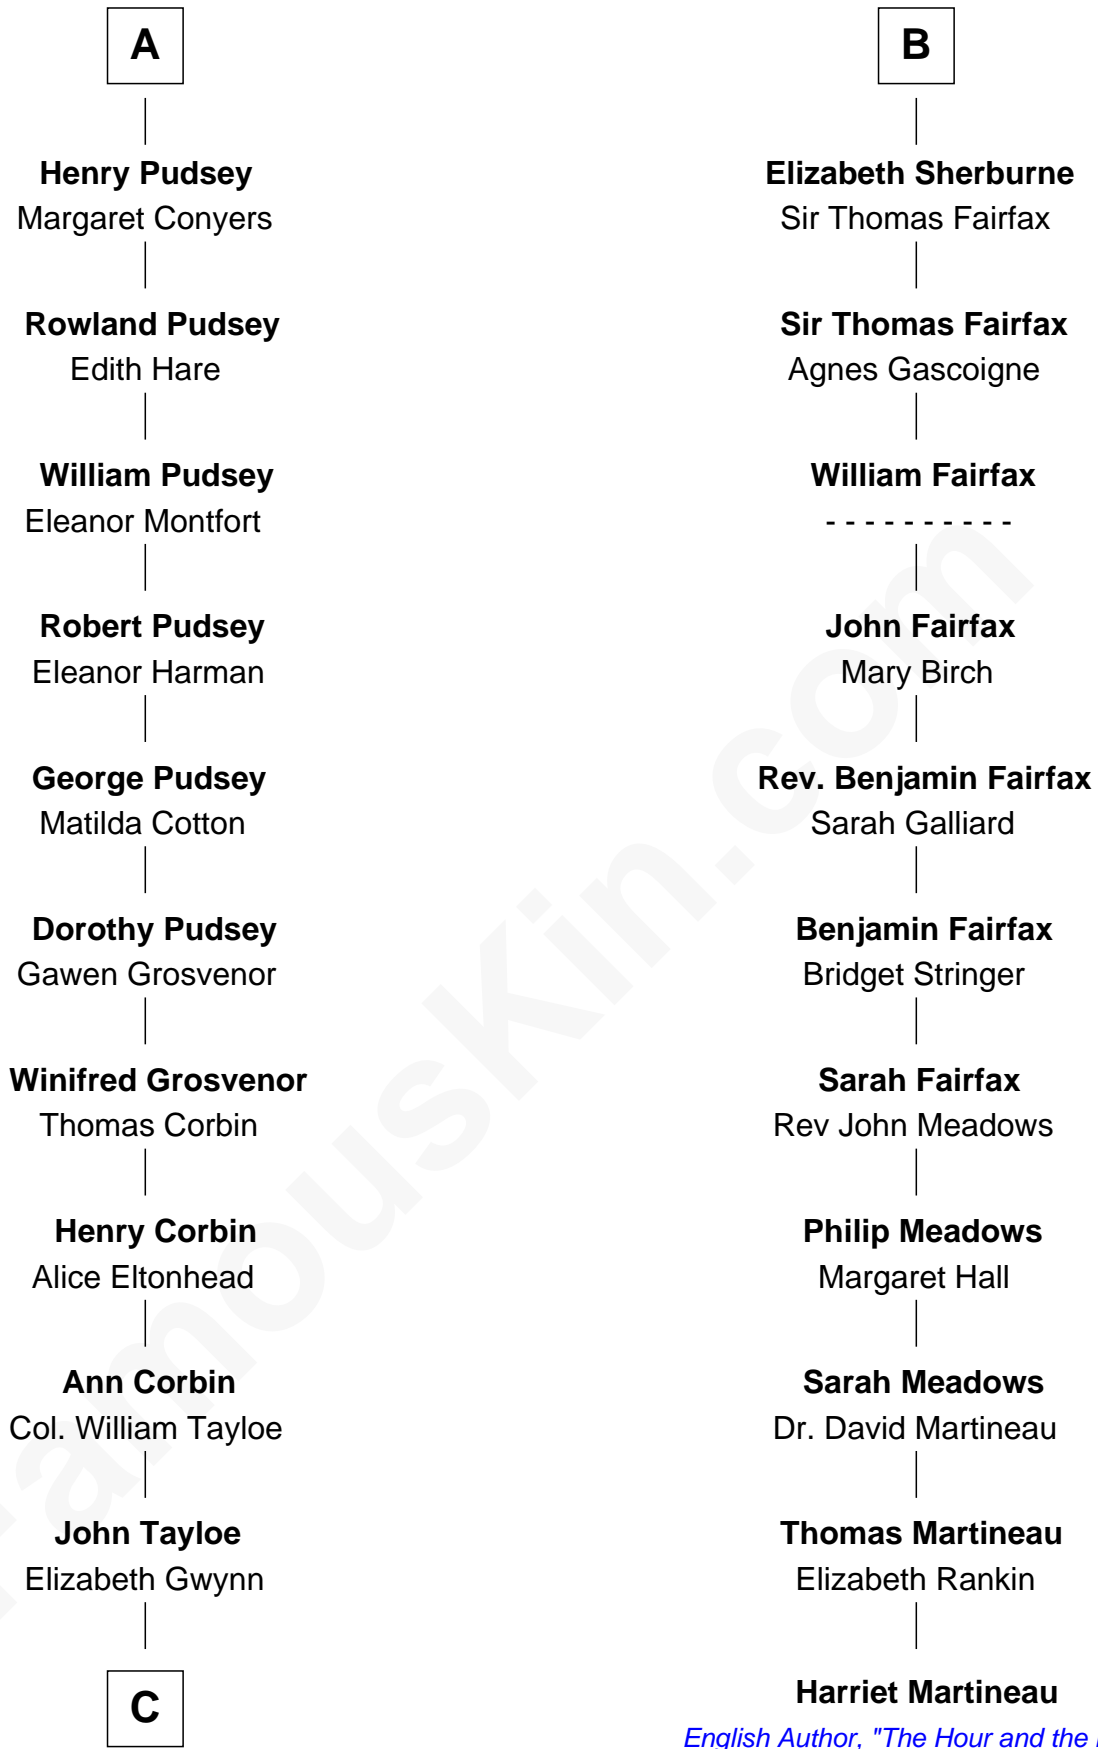 A
Henry Pudsey
Margaret Conyers
Rowland Pudsey
Edith Hare
William Pudsey
Eleanor Montfort
Robert Pudsey
Eleanor Harman
George Pudsey
Matilda Cotton
Dorothy Pudsey
Gawen Grosvenor
Winifred Grosvenor
Thomas Corbin
Henry Corbin
Alice Eltonhead
Ann Corbin
Col. William Tayloe
John Tayloe
Elizabeth Gwynn
C
B
Elizabeth Sherburne
Sir Thomas Fairfax
Sir Thomas Fairfax
Agnes Gascoigne
William Fairfax
- - - - - - - - - -
John Fairfax
Mary Birch
Rev. Benjamin Fairfax
Sarah Galliard
Benjamin Fairfax
Bridget Stringer
Sarah Fairfax
Rev John Meadows
Philip Meadows
Margaret Hall
Sarah Meadows
Dr. David Martineau
Thomas Martineau
Elizabeth Rankin
Harriet Martineau
English Author, "The Hour and the
FamousKin.com